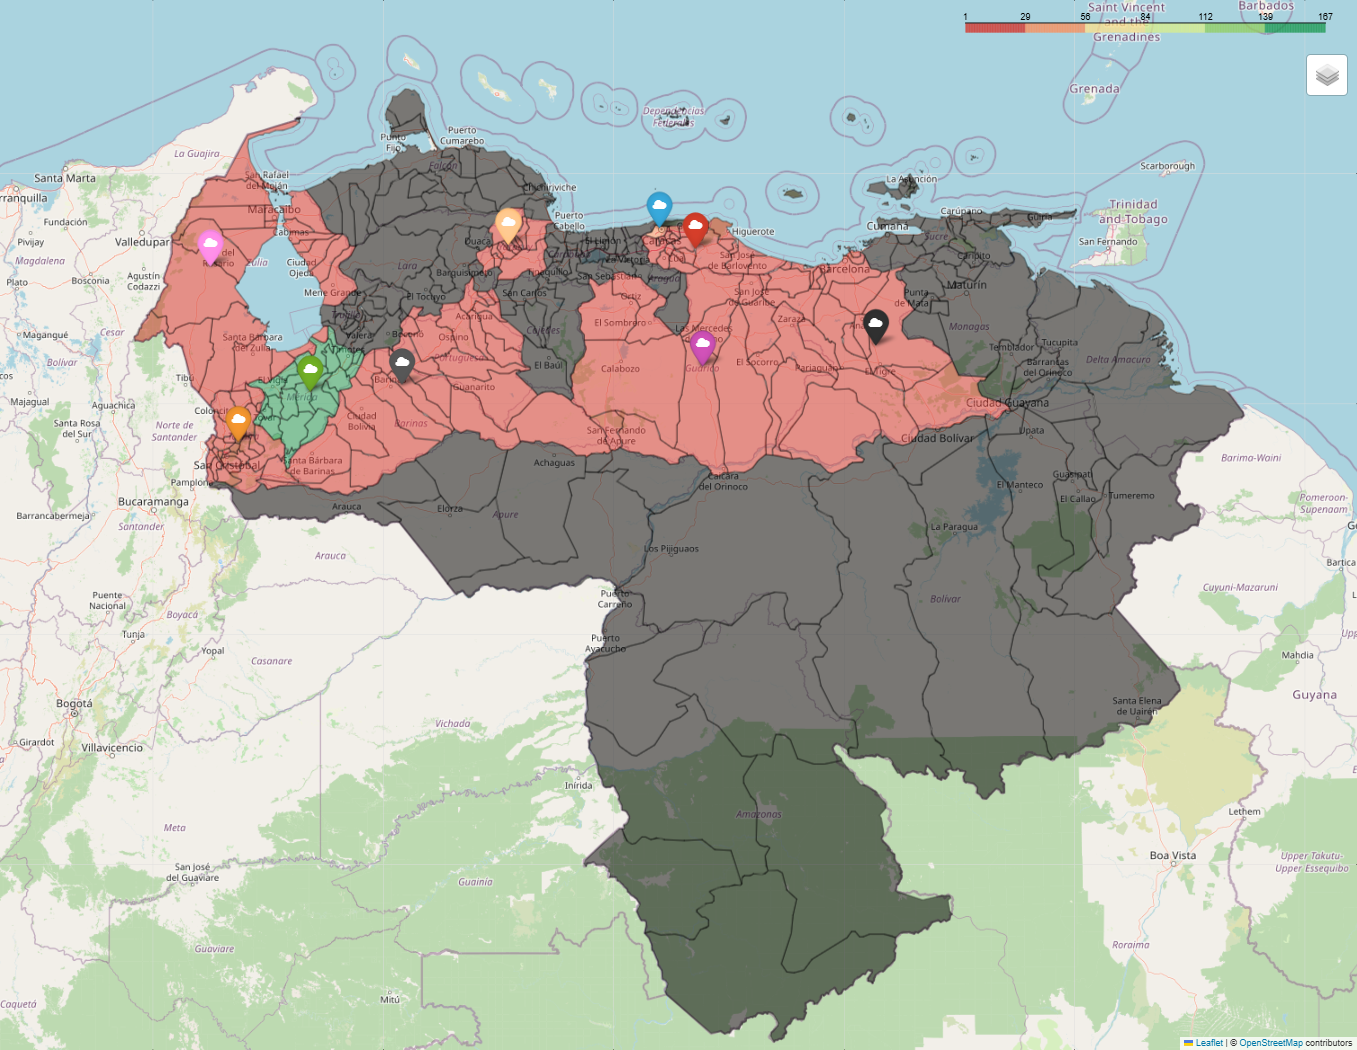 1 29 56 84 112 139 167
Saint Vincent
and the
Grenadines
Barbados
Grenada
Scarborough
Trinidad
and Tobago
San Fernando
Dependencias
Federales
La Asunción
Carúpano
Güiria
Cumaná
Sucre
Caripito
Maturín
Punta
de Mata
Monagas
Temblador
Tucupita
Barrancas
del Orinoco
Delta Amacuro
Ciudad Guayana
Ciudad Bolívar
Upata
El Manteco
Guasipati
El Callao
Tumeremo
La Paragua
Bolívar
Santa Elena
de Uairén
Barcelona
Higuerote
San José
de Barlovento
San José
de Guaribe
Zaraza
El Tigre
Pariaguán
El Socorro
Las Mercedes
Guárico
Calabozo
El Sombrero
Ortiz
San Fernando
de Apure
Caicara
del Orinoco
Los Pijiguaos
Achaguas
Elorza
Apure
Arauca
Puerto
Carreño
Puerto
Ayacucho
Amazonas
Inírida
Puerto
Cumarebo
Punto
Fijo
Falcón
Chichiriviche
Puerto
Cabello
El Limón
La Victoria
San Sebastián
Aragua
Cúa
Duaca
Barquisimeto
Lara
El Tocuyo
Tinaquillo
San Carlos
Cojedes
El Baúl
Acarigua
Ospino
Portuguesa
Guanarito
Boconó
Valera
Trujillo
Mene Grande
Ciudad
Ojeda
Cabimas
Maracaibo
San Rafael
del Moján
La Guajira
Zulia
Santa Bárbara
del Zulia
Mérida
Ciudad
Bolivia
Barinas
Santa Bárbara
de Barinas
San Cristóbal
Santa Marta
Fundación
Pivijay
Magdalena
Valledupar
Plato
Bosconia
Agustín
Codazzi
Cesar
Magangué
Bolívar
Tibú
Majagual
Aguachica
Santa Rosa
del Sur
Norte de
Santander
Pamplona
Bucaramanga
Barrancabermeja
Santander
Arauca
Puente
Nacional
Boyacá
Tunja
Yopal
Casanare
Bogotá
Girardot
Villavicencio
Vichada
Meta
San José
del Guaviare
Guainía
Guaviare
Caquetá
Mitú
Barima-Waini
Pomeroon-
Supenaam
Cuyuni-Mazaruni
Mahdia
Guyana
Lethem
Boa Vista
Upper Takutu-
Upper Essequibo
Roraima
Leaflet | © OpenStreetMap contributors